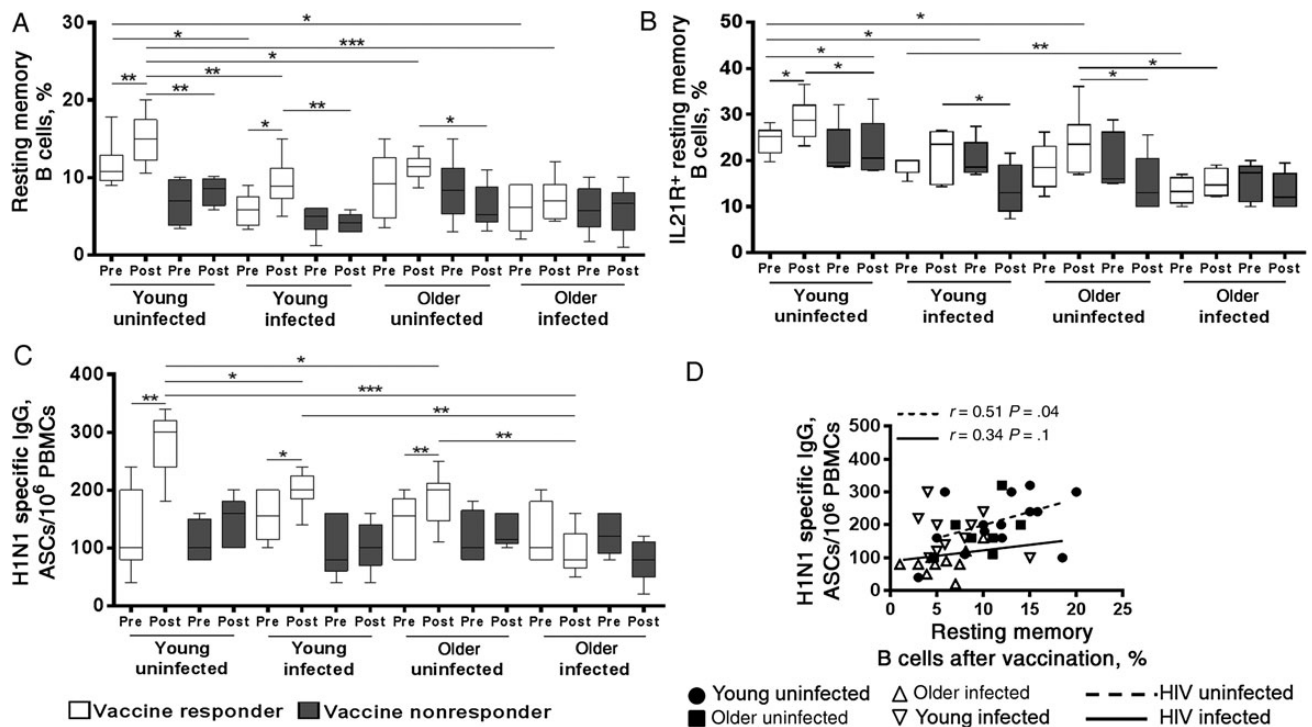 A
Resting memory
B cells, %
30
20
10
0
*
*
***
*
**
**
**
**
*
*
Pre Post Pre Post Pre Post Pre Post Pre Post Pre Post Pre Post Pre Post
Young
uninfected
Young
infected
Older
uninfected
Older
infected
B
IL21R+ resting memory
B cells, %
50
40
30
20
10
*
*
**
*
*
*
*
*
*
Pre Post Pre Post Pre Post Pre Post Pre Post Pre Post Pre Post Pre Post
Young
uninfected
Young
infected
Older
uninfected
Older
infected
C
H1N1 specific IgG,
ASCs/10⁶ PBMCs
400
300
200
100
0
*
*
***
**
**
**
*
**
Pre Post Pre Post Pre Post Pre Post Pre Post Pre Post Pre Post Pre Post
Young
uninfected
Young
infected
Older
uninfected
Older
infected
Vaccine responder
Vaccine nonresponder
D
r = 0.51 P = .04
r = 0.34 P = .1
H1N1 specific IgG,
ASCs/10⁶ PBMCs
500
400
300
200
100
0
0 5 10 15 20 25
Resting memory
B cells after vaccination, %
Young uninfected
Older infected
HIV uninfected
Older uninfected
Young infected
HIV infected